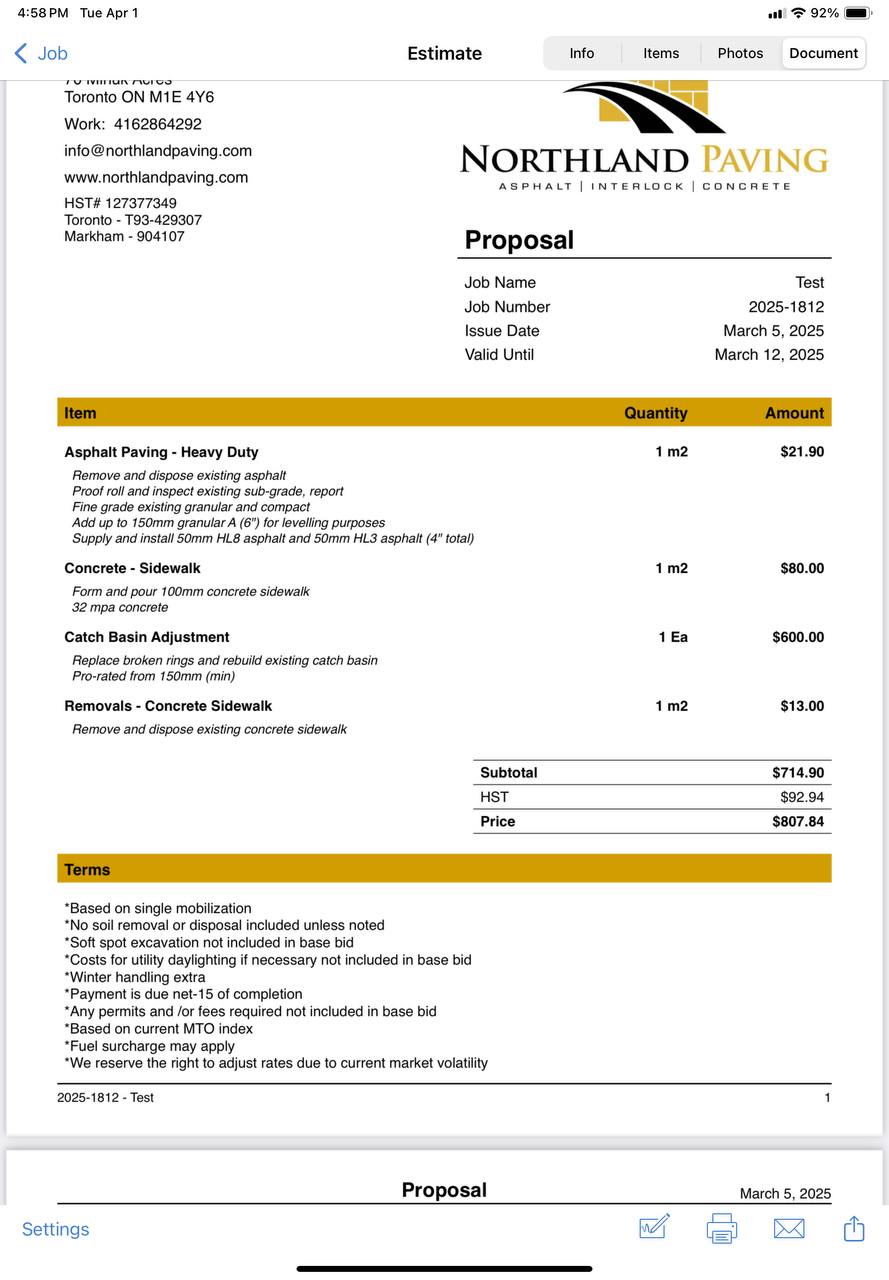 4:58 PM Tue Apr 1
92%
Job
Estimate
Info
Items
Photos
Document
Toronto ON M1E 4Y6
Work: 4162864292
info@northlandpaving.com
www.northlandpaving.com
HST# 127377349
Toronto - T93-429307
Markham - 904107
NORTHLAND PAVING
ASPHALT | INTERLOCK | CONCRETE
Proposal
Job Name Test
Job Number 2025-1812
Issue Date March 5, 2025
Valid Until March 12, 2025
Item Quantity Amount
Asphalt Paving - Heavy Duty 1 m2 $21.90
Remove and dispose existing asphalt
Proof roll and inspect existing sub-grade, report
Fine grade existing granular and compact
Add up to 150mm granular A (6") for levelling purposes
Supply and install 50mm HL8 asphalt and 50mm HL3 asphalt (4" total)
Concrete - Sidewalk 1 m2 $80.00
Form and pour 100mm concrete sidewalk
32 mpa concrete
Catch Basin Adjustment 1 Ea $600.00
Replace broken rings and rebuild existing catch basin
Pro-rated from 150mm (min)
Removals - Concrete Sidewalk 1 m2 $13.00
Remove and dispose existing concrete sidewalk
Subtotal $714.90
HST $92.94
Price $807.84
Terms
*Based on single mobilization
*No soil removal or disposal included unless noted
*Soft spot excavation not included in base bid
*Costs for utility daylighting if necessary not included in base bid
*Winter handling extra
*Payment is due net-15 of completion
*Any permits and /or fees required not included in base bid
*Based on current MTO index
*Fuel surcharge may apply
*We reserve the right to adjust rates due to current market volatility
2025-1812 - Test 1
Proposal March 5, 2025
Settings